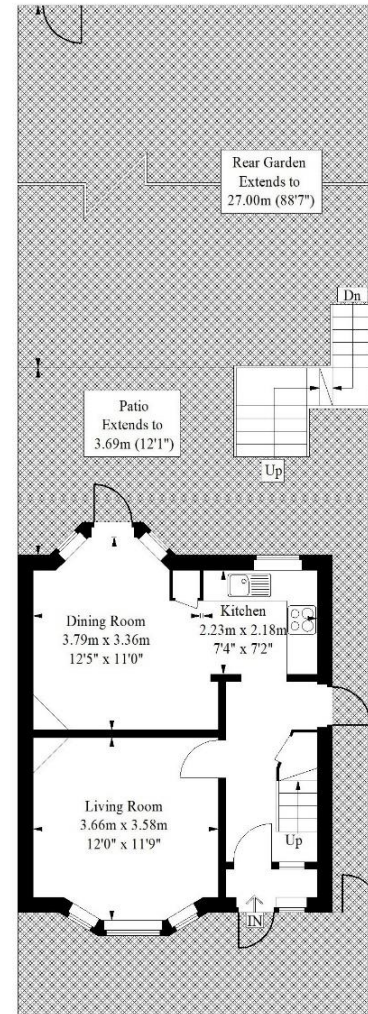 Rear Garden
Extends to
27.00m (88'7")
Dn
Patio
Extends to
3.69m (12'1")
Up
Dining Room
3.79m x 3.36m
12'5" x 11'0"
Kitchen
2.23m x 2.18m
7'4" x 7'2"
Living Room
3.66m x 3.58m
12'0" x 11'9"
Up
IN